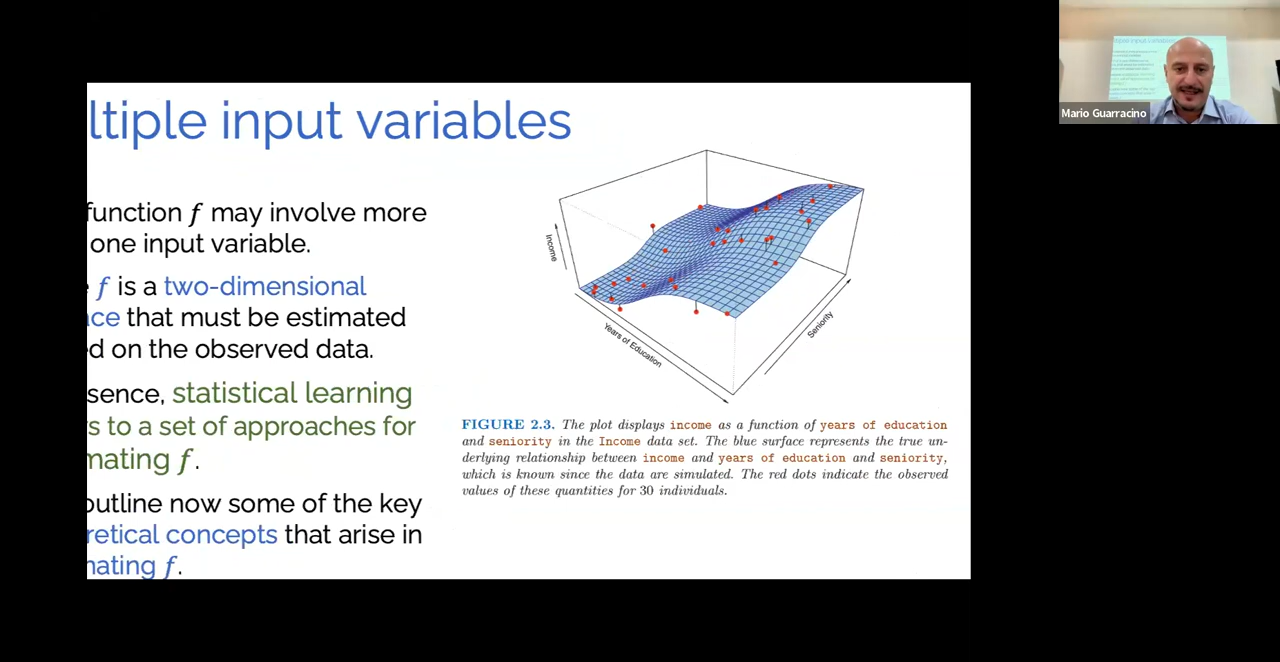 ltiple input variables
function f may involve more
one input variable.
f is a two-dimensional
ce that must be estimated
d on the observed data.
sence, statistical learning
s to a set of approaches for
mating f.
outline now some of the key
retical concepts that arise in
mating f.
Income
Years of Education
Seniority
FIGURE 2.3. The plot displays income as a function of years of education
and seniority in the Income data set. The blue surface represents the true un-
derlying relationship between income and years of education and seniority,
which is known since the data are simulated. The red dots indicate the observed
values of these quantities for 30 individuals.
Mario Guarracino